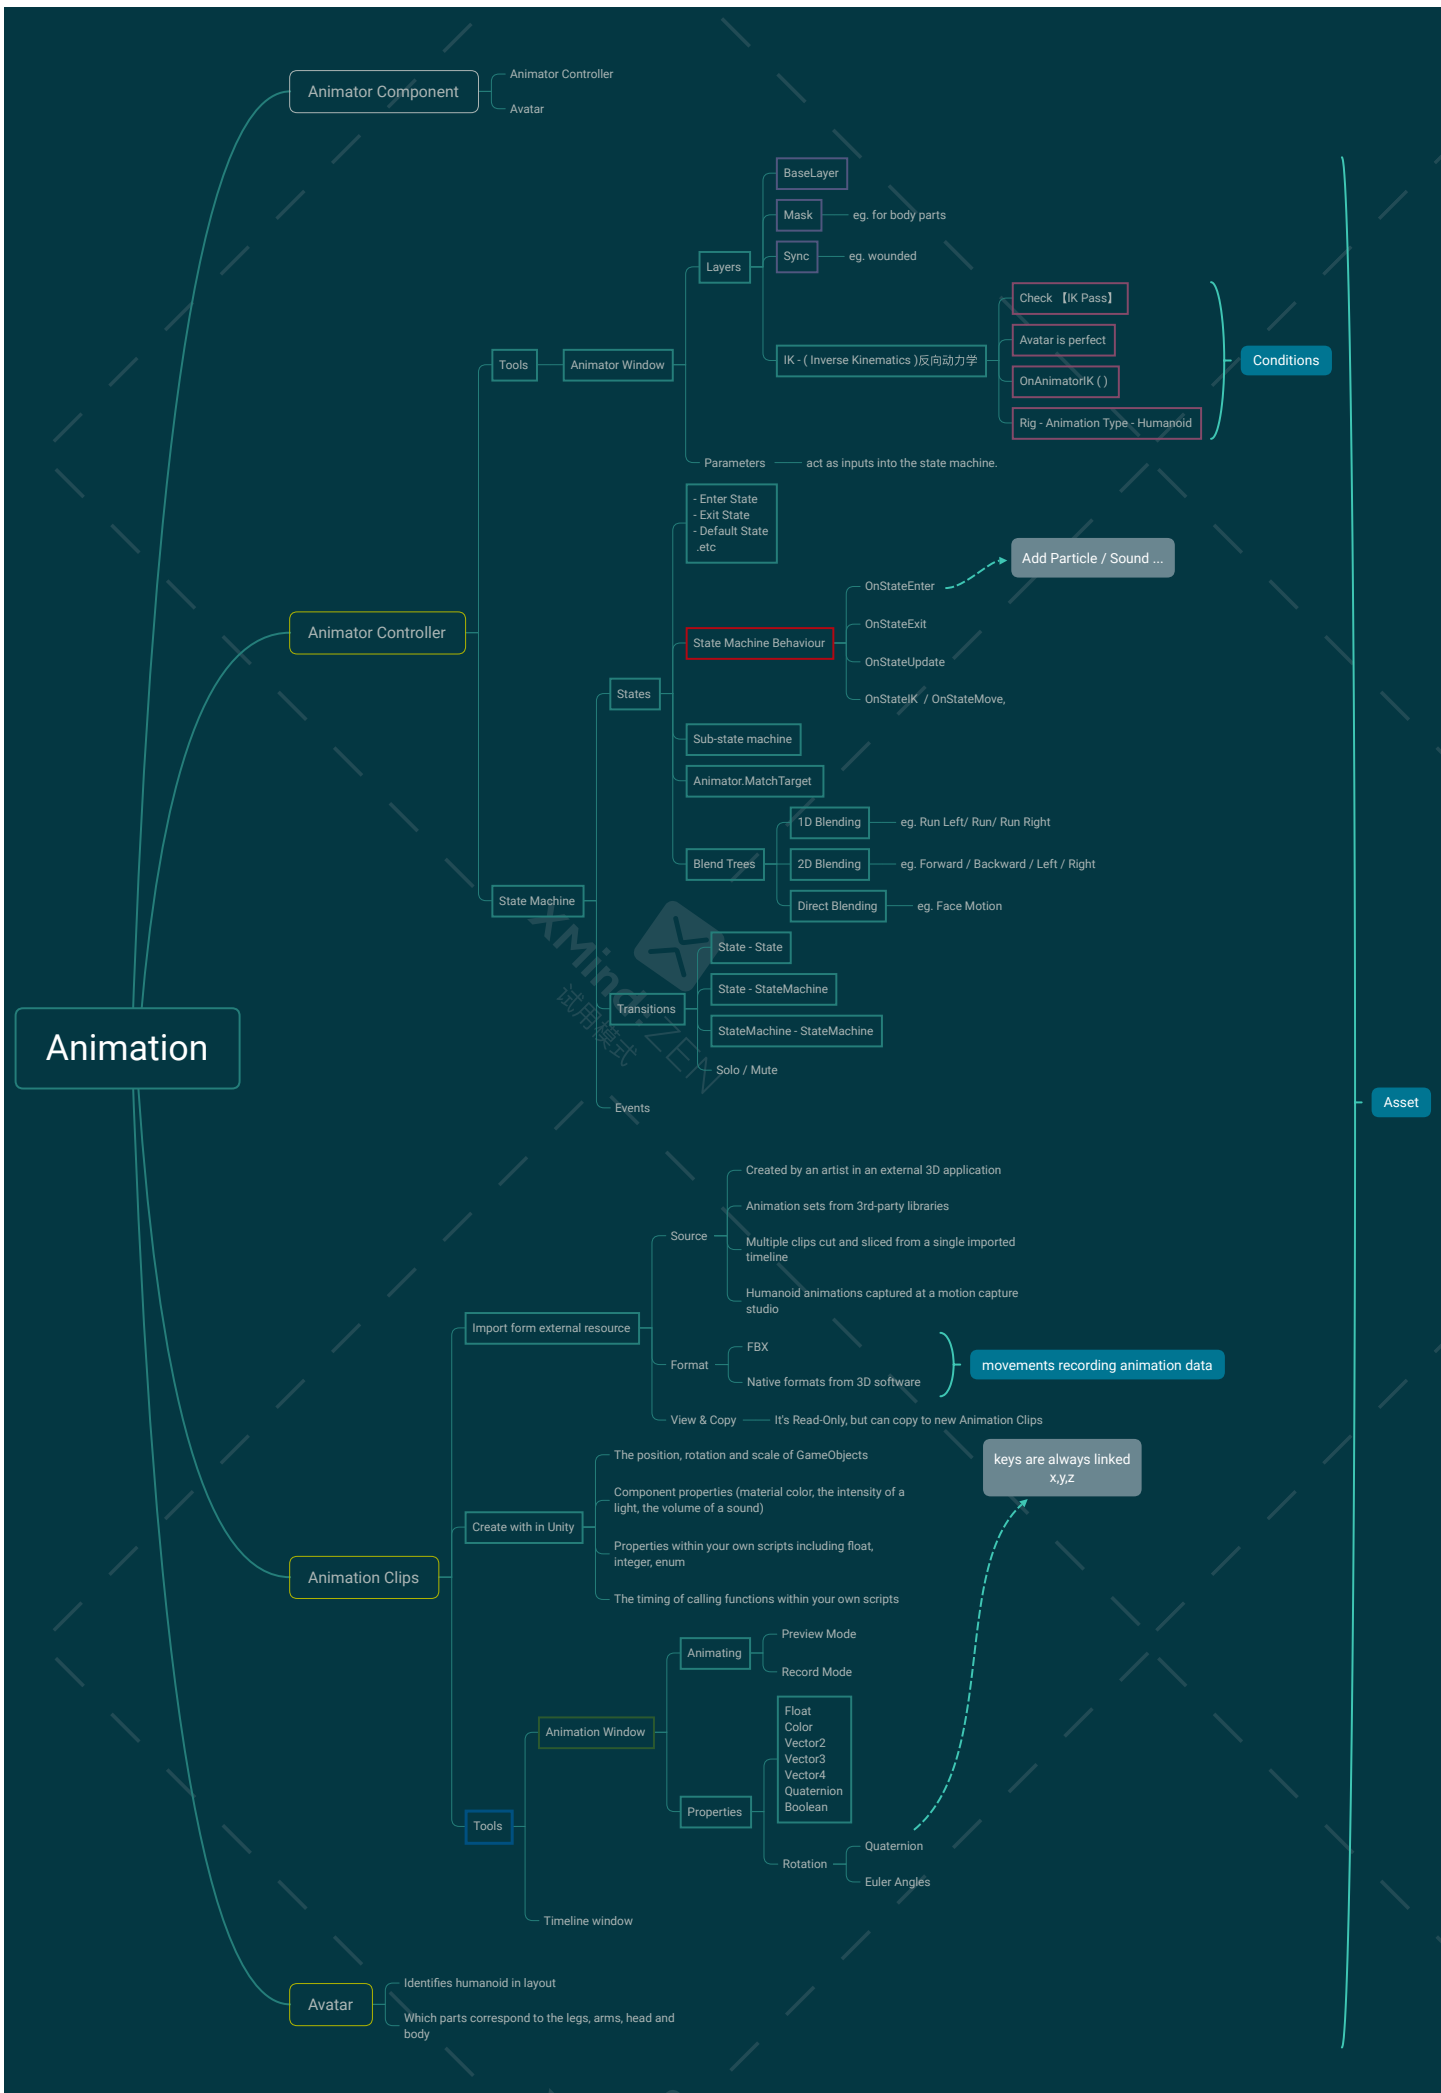 Animation
Animator Component
Animator Controller
Avatar
Animator Controller
Tools
Animator Window
Layers
BaseLayer
Mask
eg. for body parts
Sync
eg. wounded
IK - ( Inverse Kinematics )反向动力学
Check 【IK Pass】
Avatar is perfect
OnAnimatorIK ( )
Rig - Animation Type - Humanoid
Conditions
Parameters
act as inputs into the state machine.
State Machine
States
- Enter State
- Exit State
- Default State
.etc
State Machine Behaviour
OnStateEnter
Add Particle / Sound ...
OnStateExit
OnStateUpdate
OnStateIK / OnStateMove,
Sub-state machine
Animator.MatchTarget
Blend Trees
1D Blending
eg. Run Left/ Run/ Run Right
2D Blending
eg. Forward / Backward / Left / Right
Direct Blending
eg. Face Motion
Transitions
State - State
State - StateMachine
StateMachine - StateMachine
Solo / Mute
Events
XMind:ZEN
试用模式
Asset
Animation Clips
Import form external resource
Source
Created by an artist in an external 3D application
Animation sets from 3rd-party libraries
Multiple clips cut and sliced from a single imported
timeline
Humanoid animations captured at a motion capture
studio
Format
FBX
Native formats from 3D software
movements recording animation data
View & Copy
It's Read-Only, but can copy to new Animation Clips
Create with in Unity
The position, rotation and scale of GameObjects
Component properties (material color, the intensity of a
light, the volume of a sound)
Properties within your own scripts including float,
integer, enum
The timing of calling functions within your own scripts
keys are always linked
x,y,z
Tools
Animation Window
Animating
Preview Mode
Record Mode
Properties
Float
Color
Vector2
Vector3
Vector4
Quaternion
Boolean
Rotation
Quaternion
Euler Angles
Timeline window
Avatar
Identifies humanoid in layout
Which parts correspond to the legs, arms, head and
body